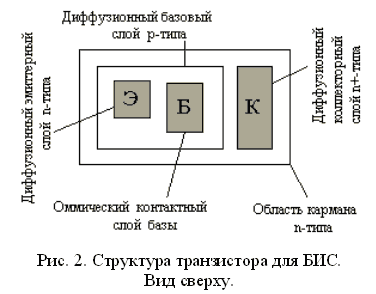 Диффузионный базовый
слой p-типа
Диффузионный эмиттерный
слой n-типа
Э
Б
К
Диффузионный
коллекторный
слой n+-типа
Оммический контактный
слой базы
Область кармана
n-типа
Рис. 2. Структура транзистора для БИС.
Вид сверху.